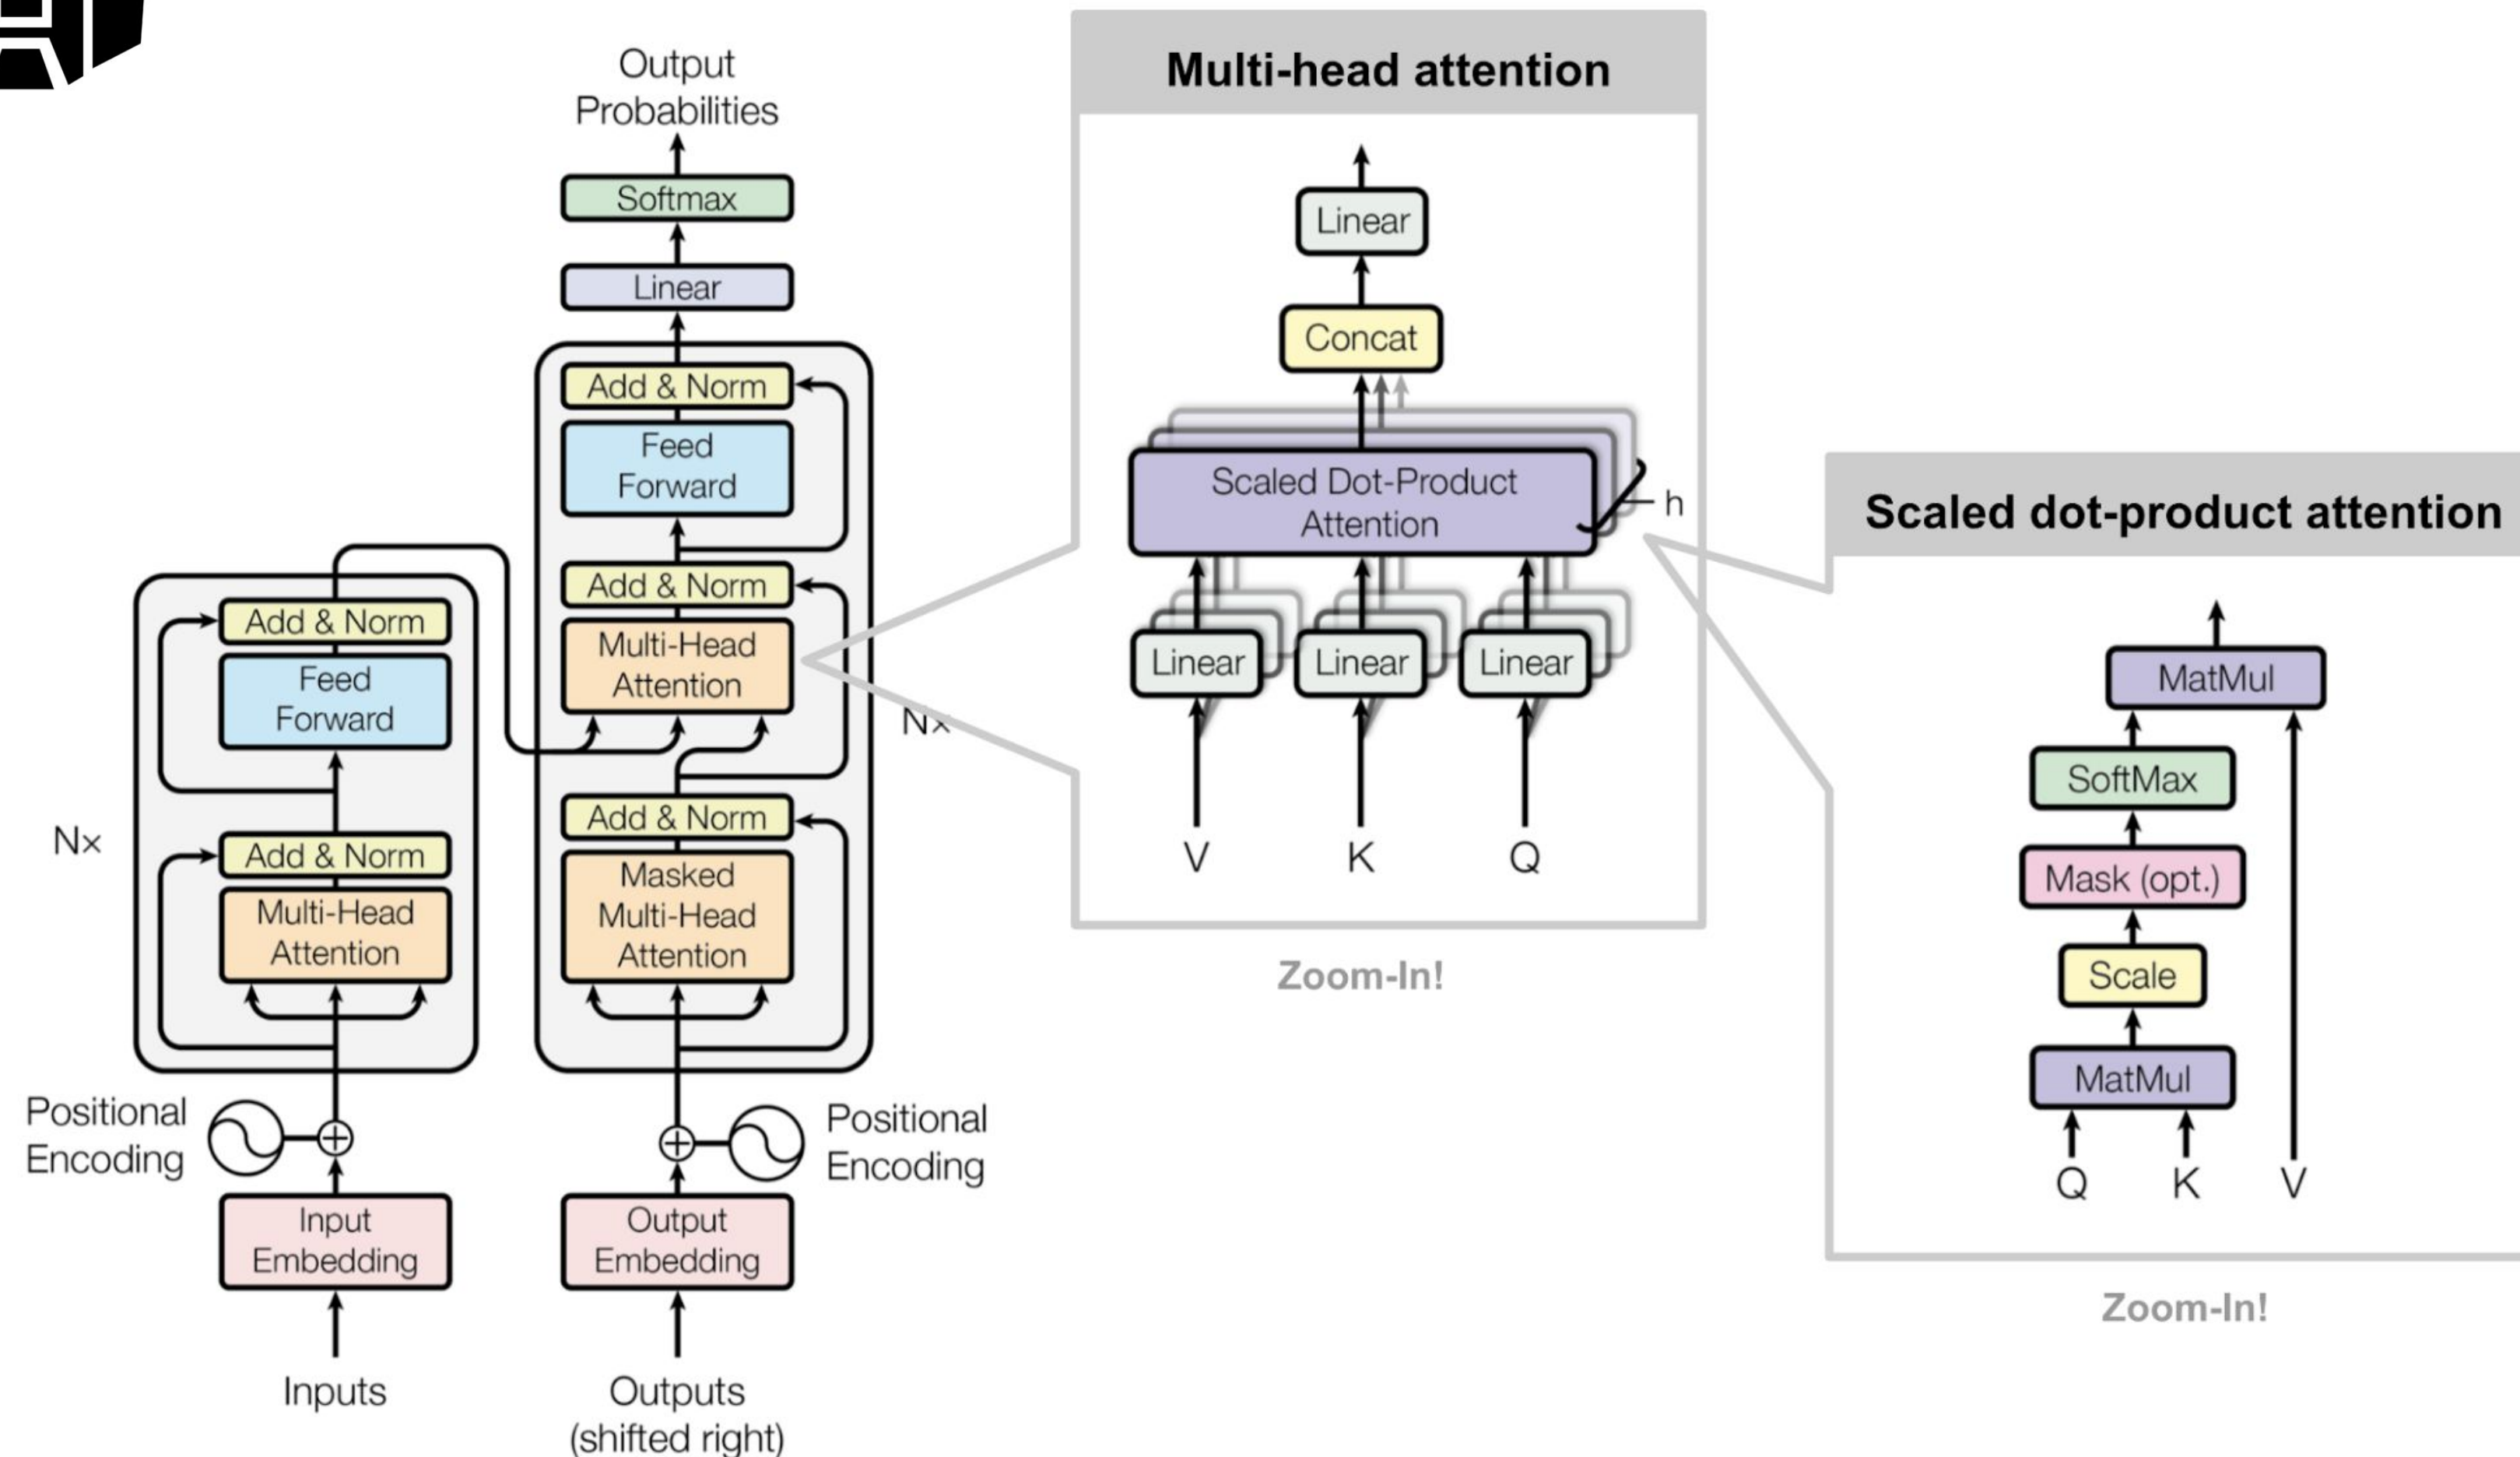 Output
Probabilities
Softmax
Linear
Add & Norm
Feed
Forward
Add & Norm
Multi-Head
Attention
Nx
Add & Norm
Masked
Multi-Head
Attention
Add & Norm
Feed
Forward
Nx
Add & Norm
Multi-Head
Attention
Positional
Encoding
Positional
Encoding
Input
Embedding
Output
Embedding
Inputs
Outputs
(shifted right)
Multi-head attention
Linear
Concat
Scaled Dot-Product
Attention
h
Linear
Linear
Linear
V
K
Q
Zoom-In!
Scaled dot-product attention
MatMul
SoftMax
Mask (opt.)
Scale
MatMul
Q
K
V
Zoom-In!